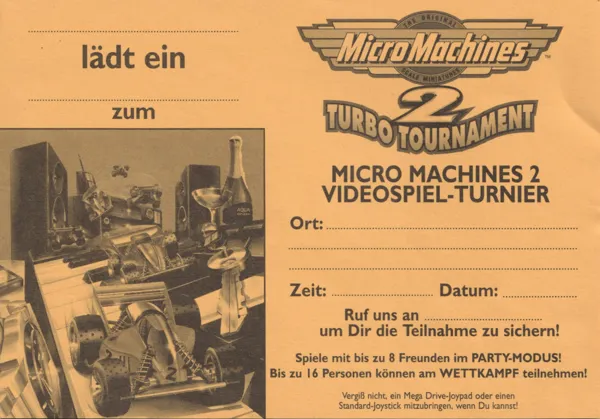 lädt ein
zum
THE ORIGINAL
MicroMachines
SCALE MINIATURES
TM
2
TURBO TOURNAMENT
MICRO MACHINES 2
VIDEOSPIEL-TURNIER
Ort:
Zeit: Datum:
Ruf uns an
um Dir die Teilnahme zu sichern!
Spiele mit bis zu 8 Freunden im PARTY-MODUS!
Bis zu 16 Personen können am WETTKAMPF teilnehmen!
Vergiß nicht, ein Mega Drive-Joypad oder einen
Standard-Joystick mitzubringen, wenn Du kannst!
2